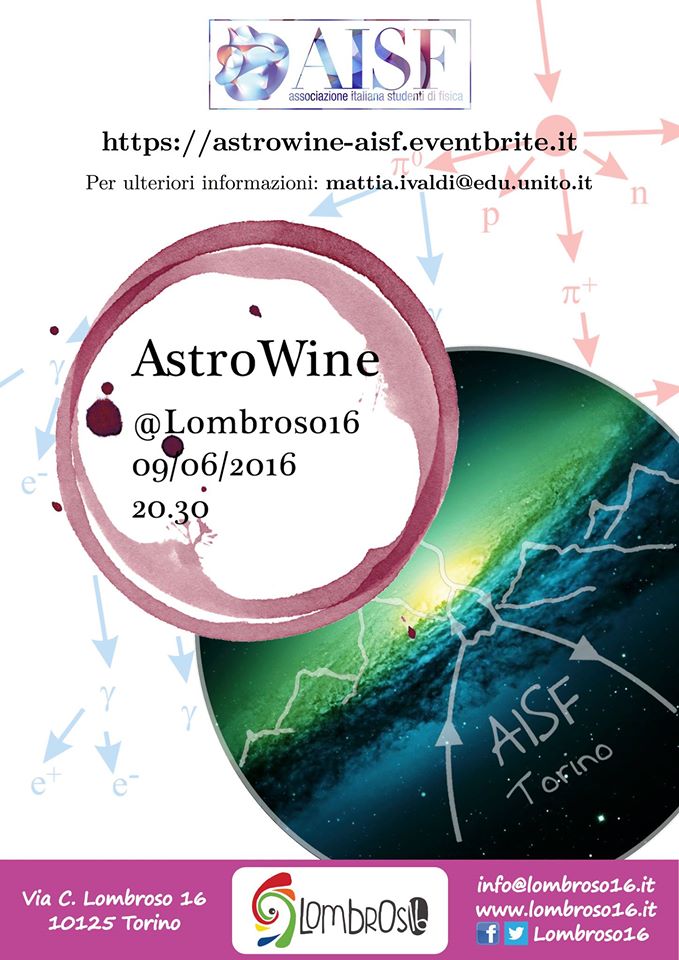 AISF
associazione italiana studenti di fisica
https://astrowine-aisf.eventbrite.it
Per ulteriori informazioni: mattia.ivaldi@edu.unito.it
π⁰
p
n
π⁺
γ
γ
e⁻
AstroWine
@Lombroso16
09/06/2016
20.30
γ
γ
e⁺
e⁻
AISF
Torino
Via C. Lombroso 16
10125 Torino
LOMBROSO16
info@lombroso16.it
www.lombroso16.it
Lombroso16